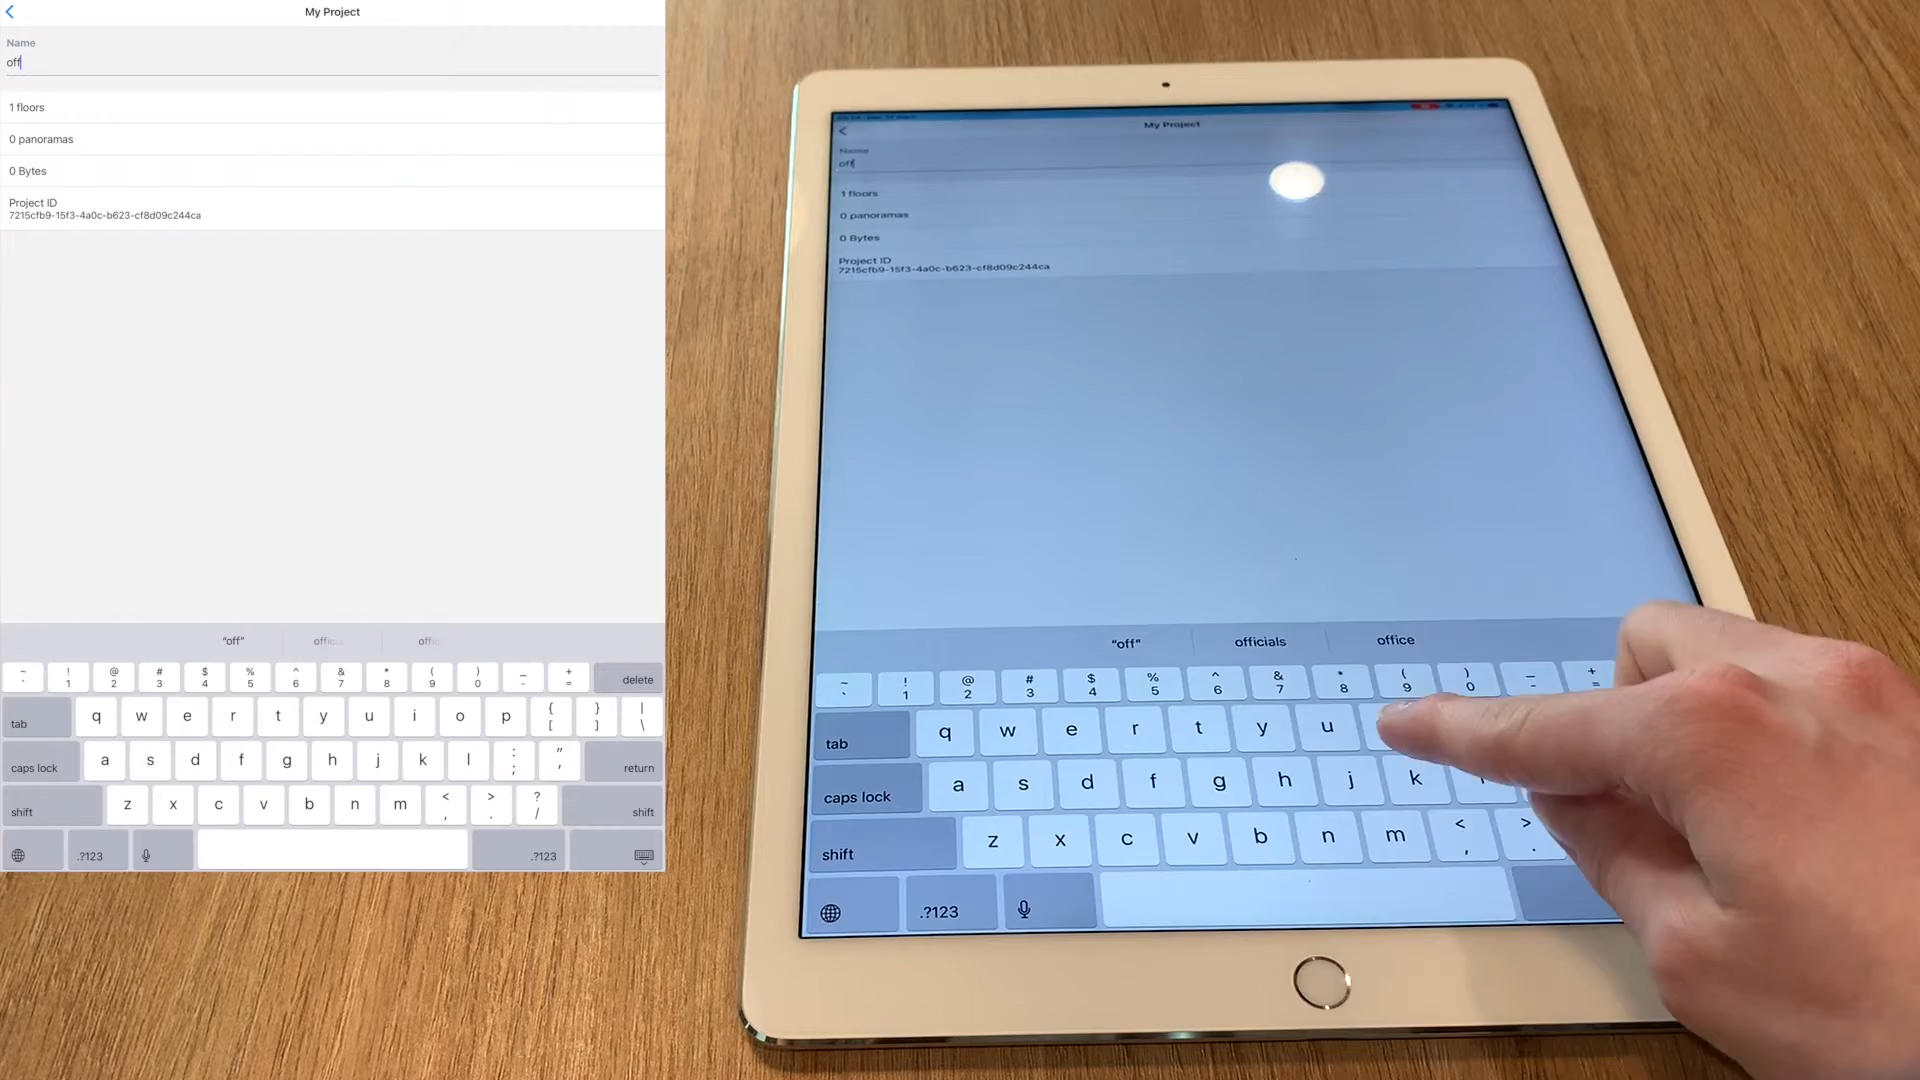 My Project
Name
off
1 floors
0 panoramas
0 Bytes
Project ID
7215cfb9-15f3-4a0c-b623-cf8d09c244ca
"off"
~ ! @ # $ % ^ & * ( ) _ +
` 1 2 3 4 5 6 7 8 9 0 - = delete
tab q w e r t y u i o p { [ } ] | \
caps lock a s d f g h j k l : ; " ' return
shift z x c v b n m < , > . ? / shift
.?123 .?123
My Project
Name
off
1 floors
0 panoramas
0 Bytes
Project ID
7215cfb9-15f3-4a0c-b623-cf8d09c244ca
"off" officials office
~ ! @ # $ % ^ & * ( ) _ +
` 1 2 3 4 5 6 7 8 9 0 - =
tab q w e r t y u
caps lock a s d f g h j k
shift z x c v b n m < , > .
.?123